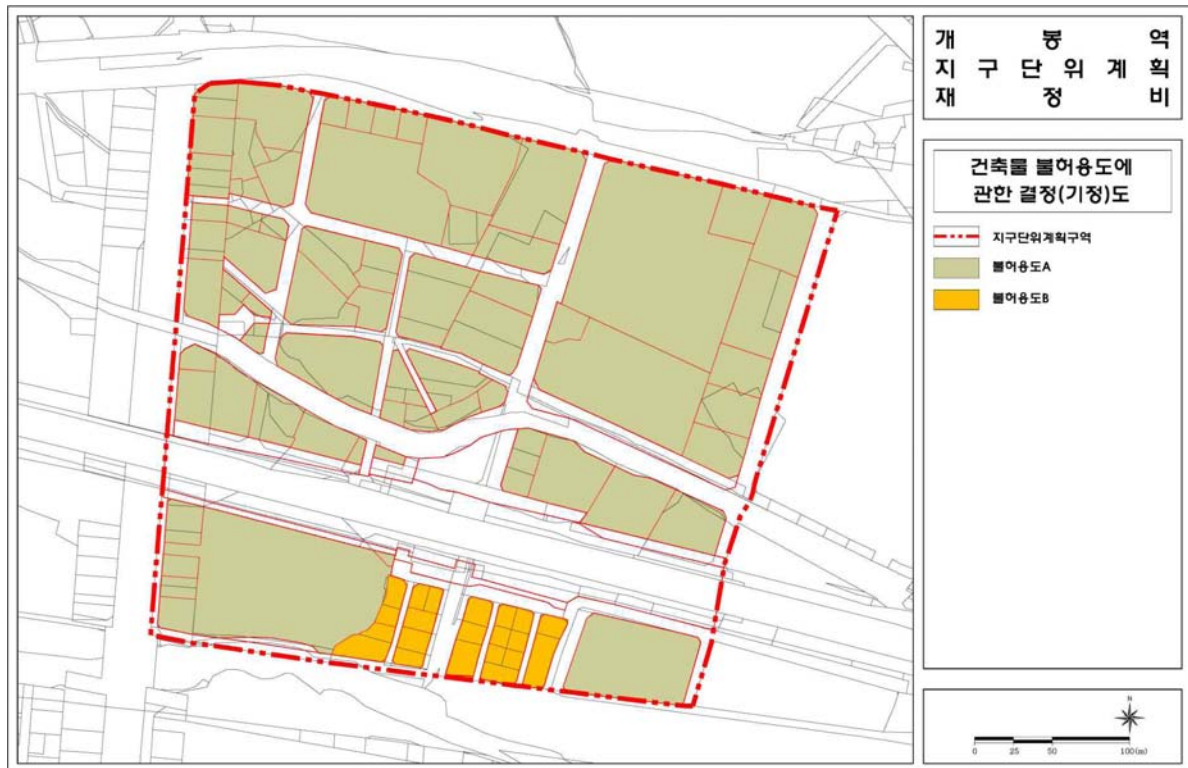 개 봉 역
지 구 단 위 계 획
재 정 비
건축물 불허용도에
관한 결정(기정)도
지구단위계획구역
불허용도A
불허용도B
N
0 25 50 100(m)